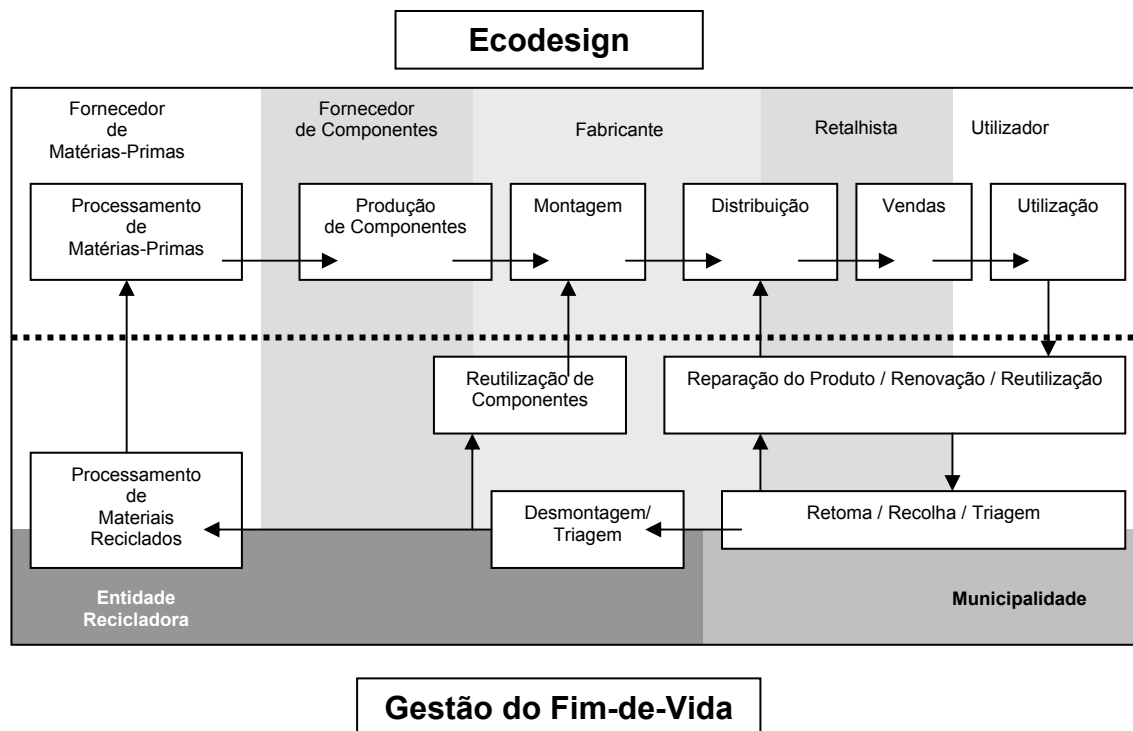 Ecodesign
Fornecedor
de
Matérias-Primas
Fornecedor
de Componentes
Fabricante
Retalhista
Utilizador
Processamento
de
Matérias-Primas
Produção
de Componentes
Montagem
Distribuição
Vendas
Utilização
Reutilização de
Componentes
Reparação do Produto / Renovação / Reutilização
Processamento
de
Materiais
Reciclados
Desmontagem/
Triagem
Retoma / Recolha / Triagem
Entidade
Recicladora
Municipalidade
Gestão do Fim-de-Vida